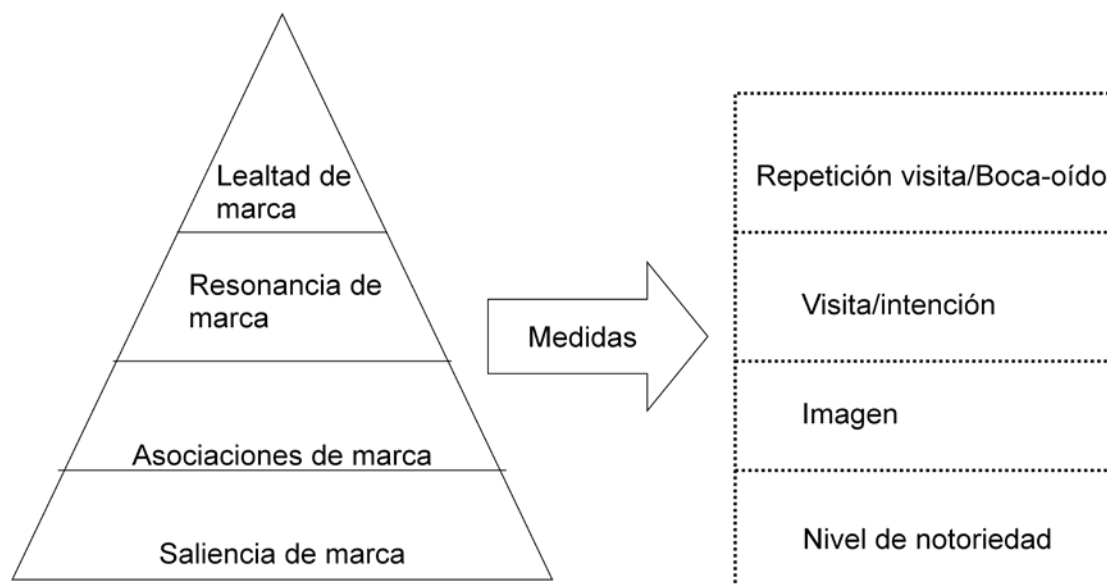 Lealtad de
marca
Repetición visita/Boca-oído
Resonancia de
marca
Medidas
Visita/intención
Imagen
Asociaciones de marca
Saliencia de marca
Nivel de notoriedad